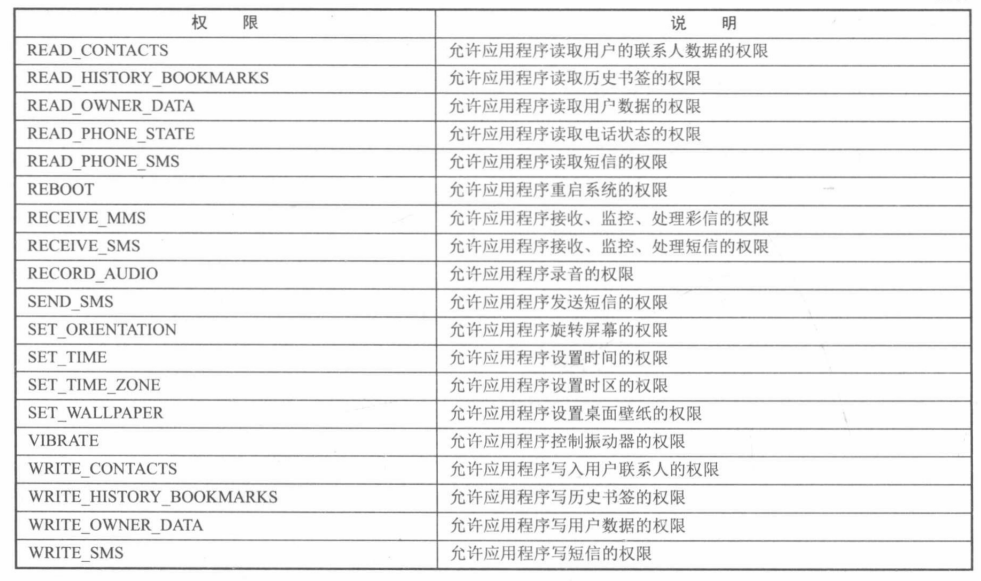 权 限 说 明
READ_CONTACTS 允许应用程序读取用户的联系人数据的权限
READ_HISTORY_BOOKMARKS 允许应用程序读取历史书签的权限
READ_OWNER_DATA 允许应用程序读取用户数据的权限
READ_PHONE_STATE 允许应用程序读取电话状态的权限
READ_PHONE_SMS 允许应用程序读取短信的权限
REBOOT 允许应用程序重启系统的权限
RECEIVE_MMS 允许应用程序接收、监控、处理彩信的权限
RECEIVE_SMS 允许应用程序接收、监控、处理短信的权限
RECORD_AUDIO 允许应用程序录音的权限
SEND_SMS 允许应用程序发送短信的权限
SET_ORIENTATION 允许应用程序旋转屏幕的权限
SET_TIME 允许应用程序设置时间的权限
SET_TIME_ZONE 允许应用程序设置时区的权限
SET_WALLPAPER 允许应用程序设置桌面壁纸的权限
VIBRATE 允许应用程序控制振动器的权限
WRITE_CONTACTS 允许应用程序写入用户联系人的权限
WRITE_HISTORY_BOOKMARKS 允许应用程序写历史书签的权限
WRITE_OWNER_DATA 允许应用程序写用户数据的权限
WRITE_SMS 允许应用程序写短信的权限